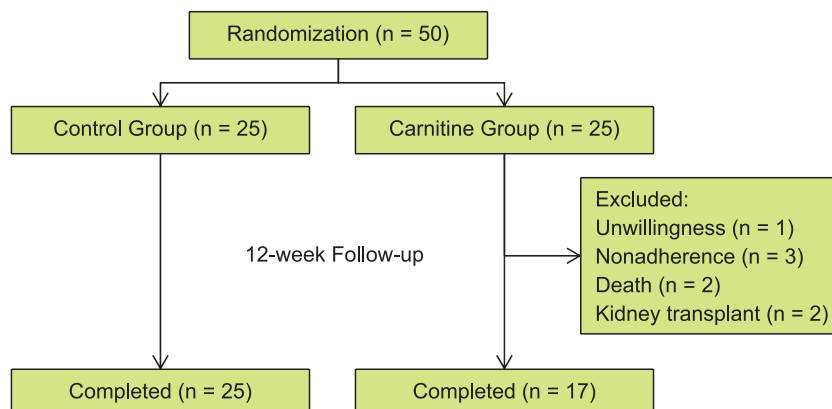 Randomization (n = 50)
Control Group (n = 25)
Carnitine Group (n = 25)
Excluded:
Unwillingness (n = 1)
Nonadherence (n = 3)
Death (n = 2)
Kidney transplant (n = 2)
12-week Follow-up
Completed (n = 25)
Completed (n = 17)